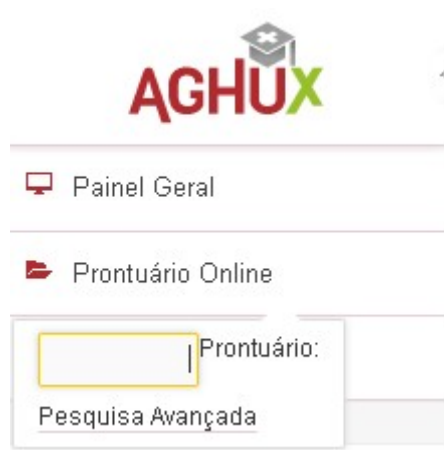 AGHUX
Painel Geral
Prontuário Online
Prontuário:
Pesquisa Avançada